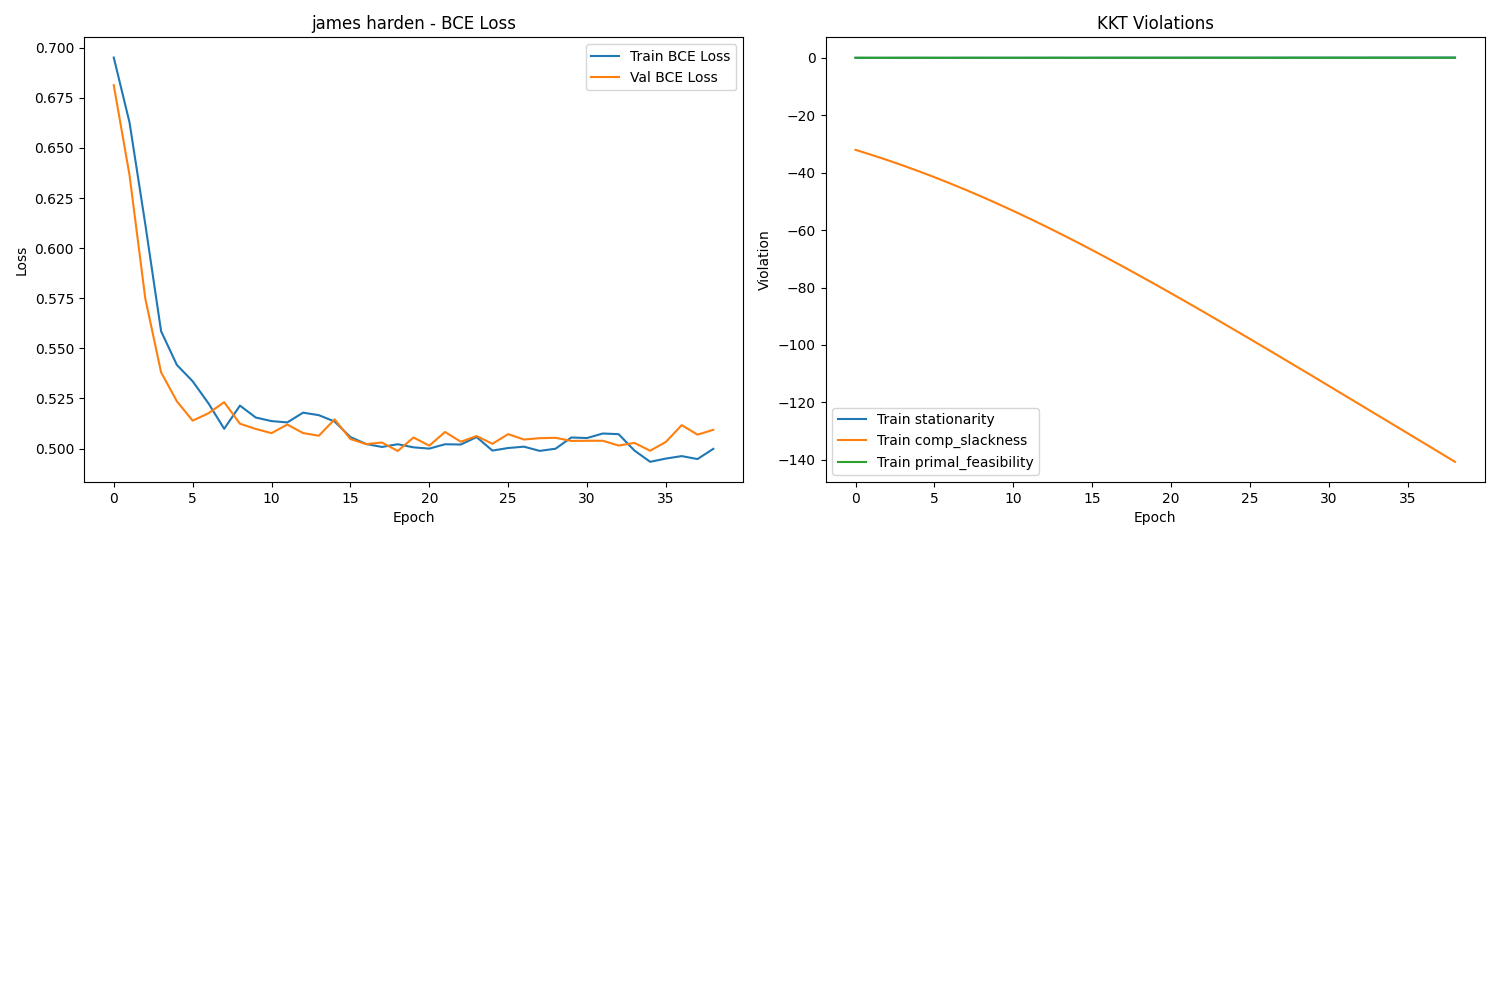 james harden - BCE Loss
0.700
0.675
0.650
0.625
0.600
0.575
0.550
0.525
0.500
Loss
0 5 10 15 20 25 30 35
Epoch
Train BCE Loss
Val BCE Loss
KKT Violations
0
−20
−40
−60
−80
−100
−120
−140
Violation
0 5 10 15 20 25 30 35
Epoch
Train stationarity
Train comp_slackness
Train primal_feasibility